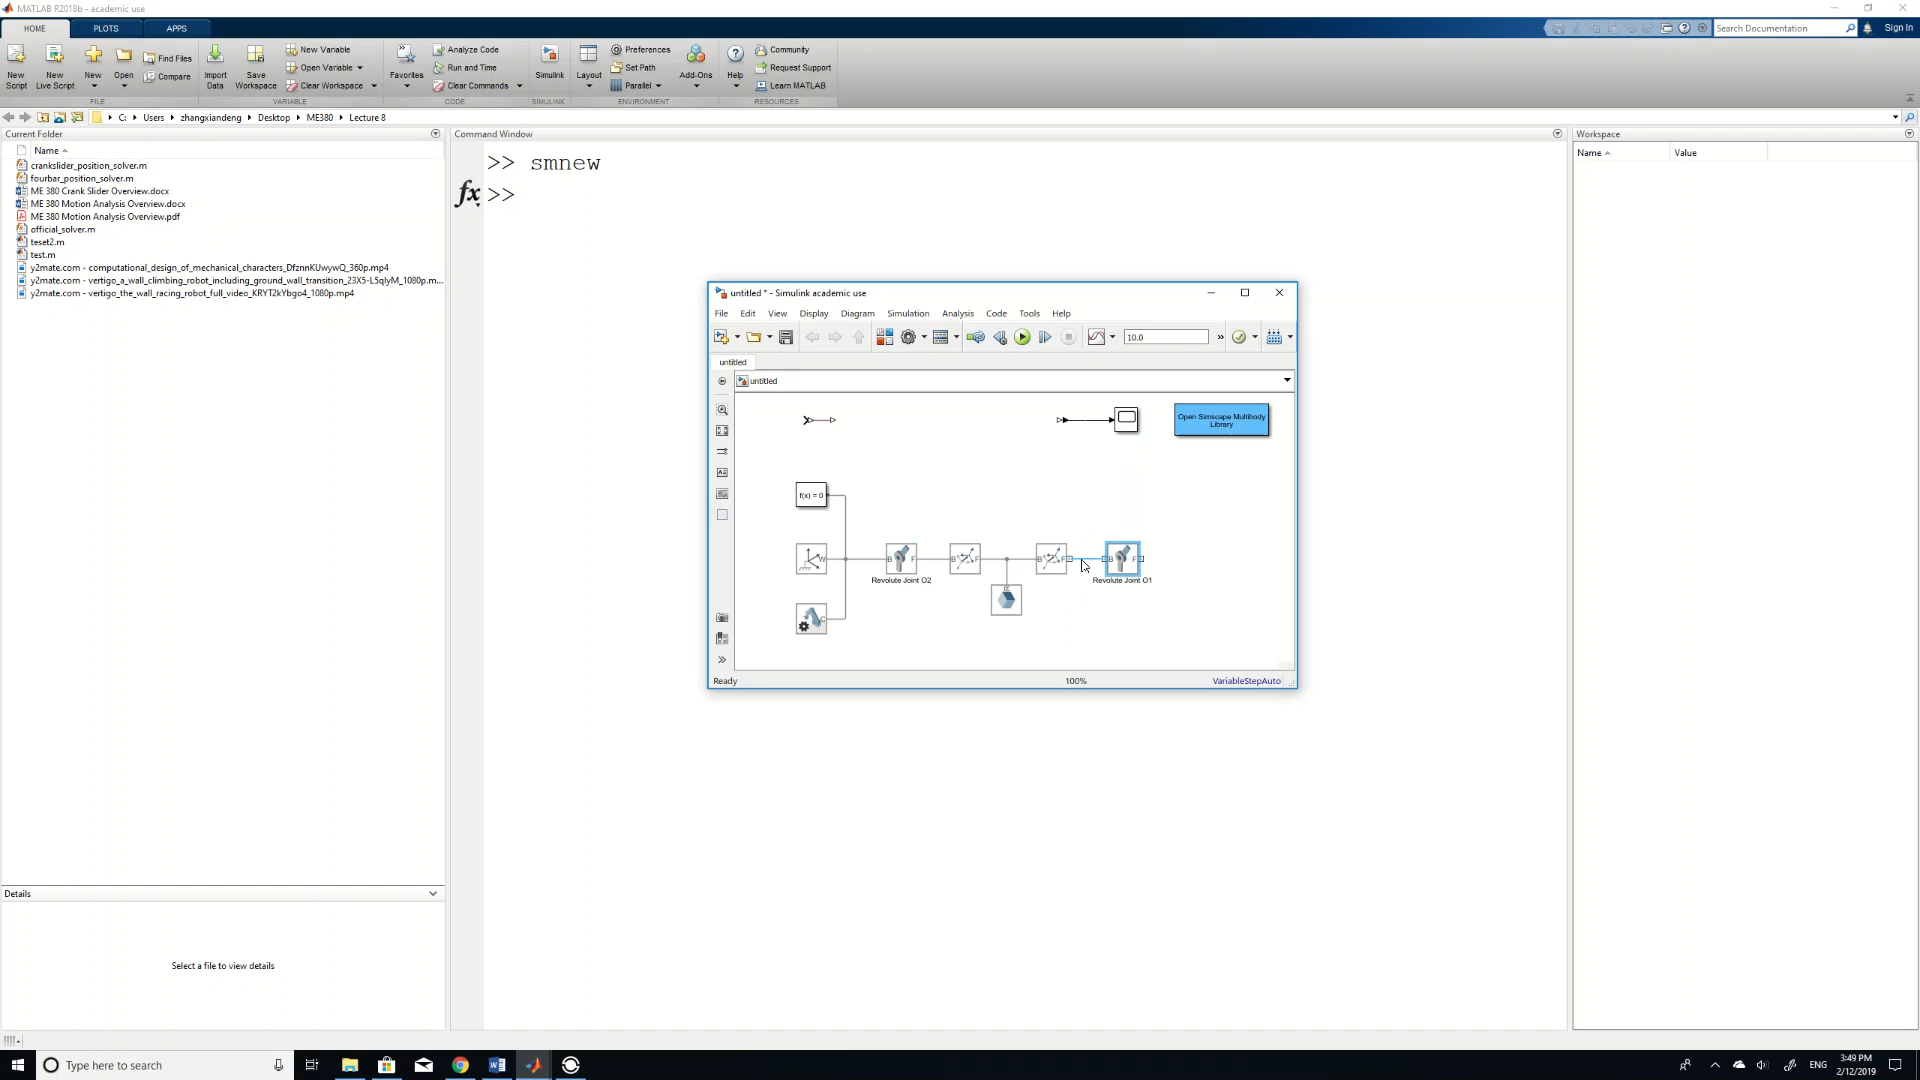 MATLAB R2018b - academic use
HOME
PLOTS
APPS
Search Documentation
Sign In
New Script
New Live Script
New
Open
Find Files
Compare
Import Data
Save Workspace
New Variable
Open Variable
Clear Workspace
Favorites
Analyze Code
Run and Time
Clear Commands
Simulink
Layout
Preferences
Set Path
Parallel
Add-Ons
Help
Community
Request Support
Learn MATLAB
FILE
VARIABLE
CODE
SIMULINK
ENVIRONMENT
RESOURCES
C: Users zhangxiandeng Desktop ME380 Lecture 8
Current Folder
Name
crankslider_position_solver.m
fourbar_position_solver.m
ME 380 Crank Slider Overview.docx
ME 380 Motion Analysis Overview.docx
ME 380 Motion Analysis Overview.pdf
official_solver.m
teset2.m
test.m
y2mate.com - computational_design_of_mechanical_characters_DfznnKUwywQ_360p.mp4
y2mate.com - vertigo_a_wall_climbing_robot_including_ground_wall_transition_23X5-L5qlyM_1080p.m...
y2mate.com - vertigo_the_wall_racing_robot_full_video_KRYT2kYbgo4_1080p.mp4
Details
Select a file to view details
Command Window
>> smnew
fx >>
Workspace
Name
Value
untitled * - Simulink academic use
File Edit View Display Diagram Simulation Analysis Code Tools Help
10.0
»
untitled
untitled
Open Simscape Multibody
Library
f(x) = 0
W
B F
B F
B F
B F
Revolute Joint O2
Revolute Joint O1
C
Ready
100%
VariableStepAuto
Type here to search
ENG
3:49 PM
2/12/2019